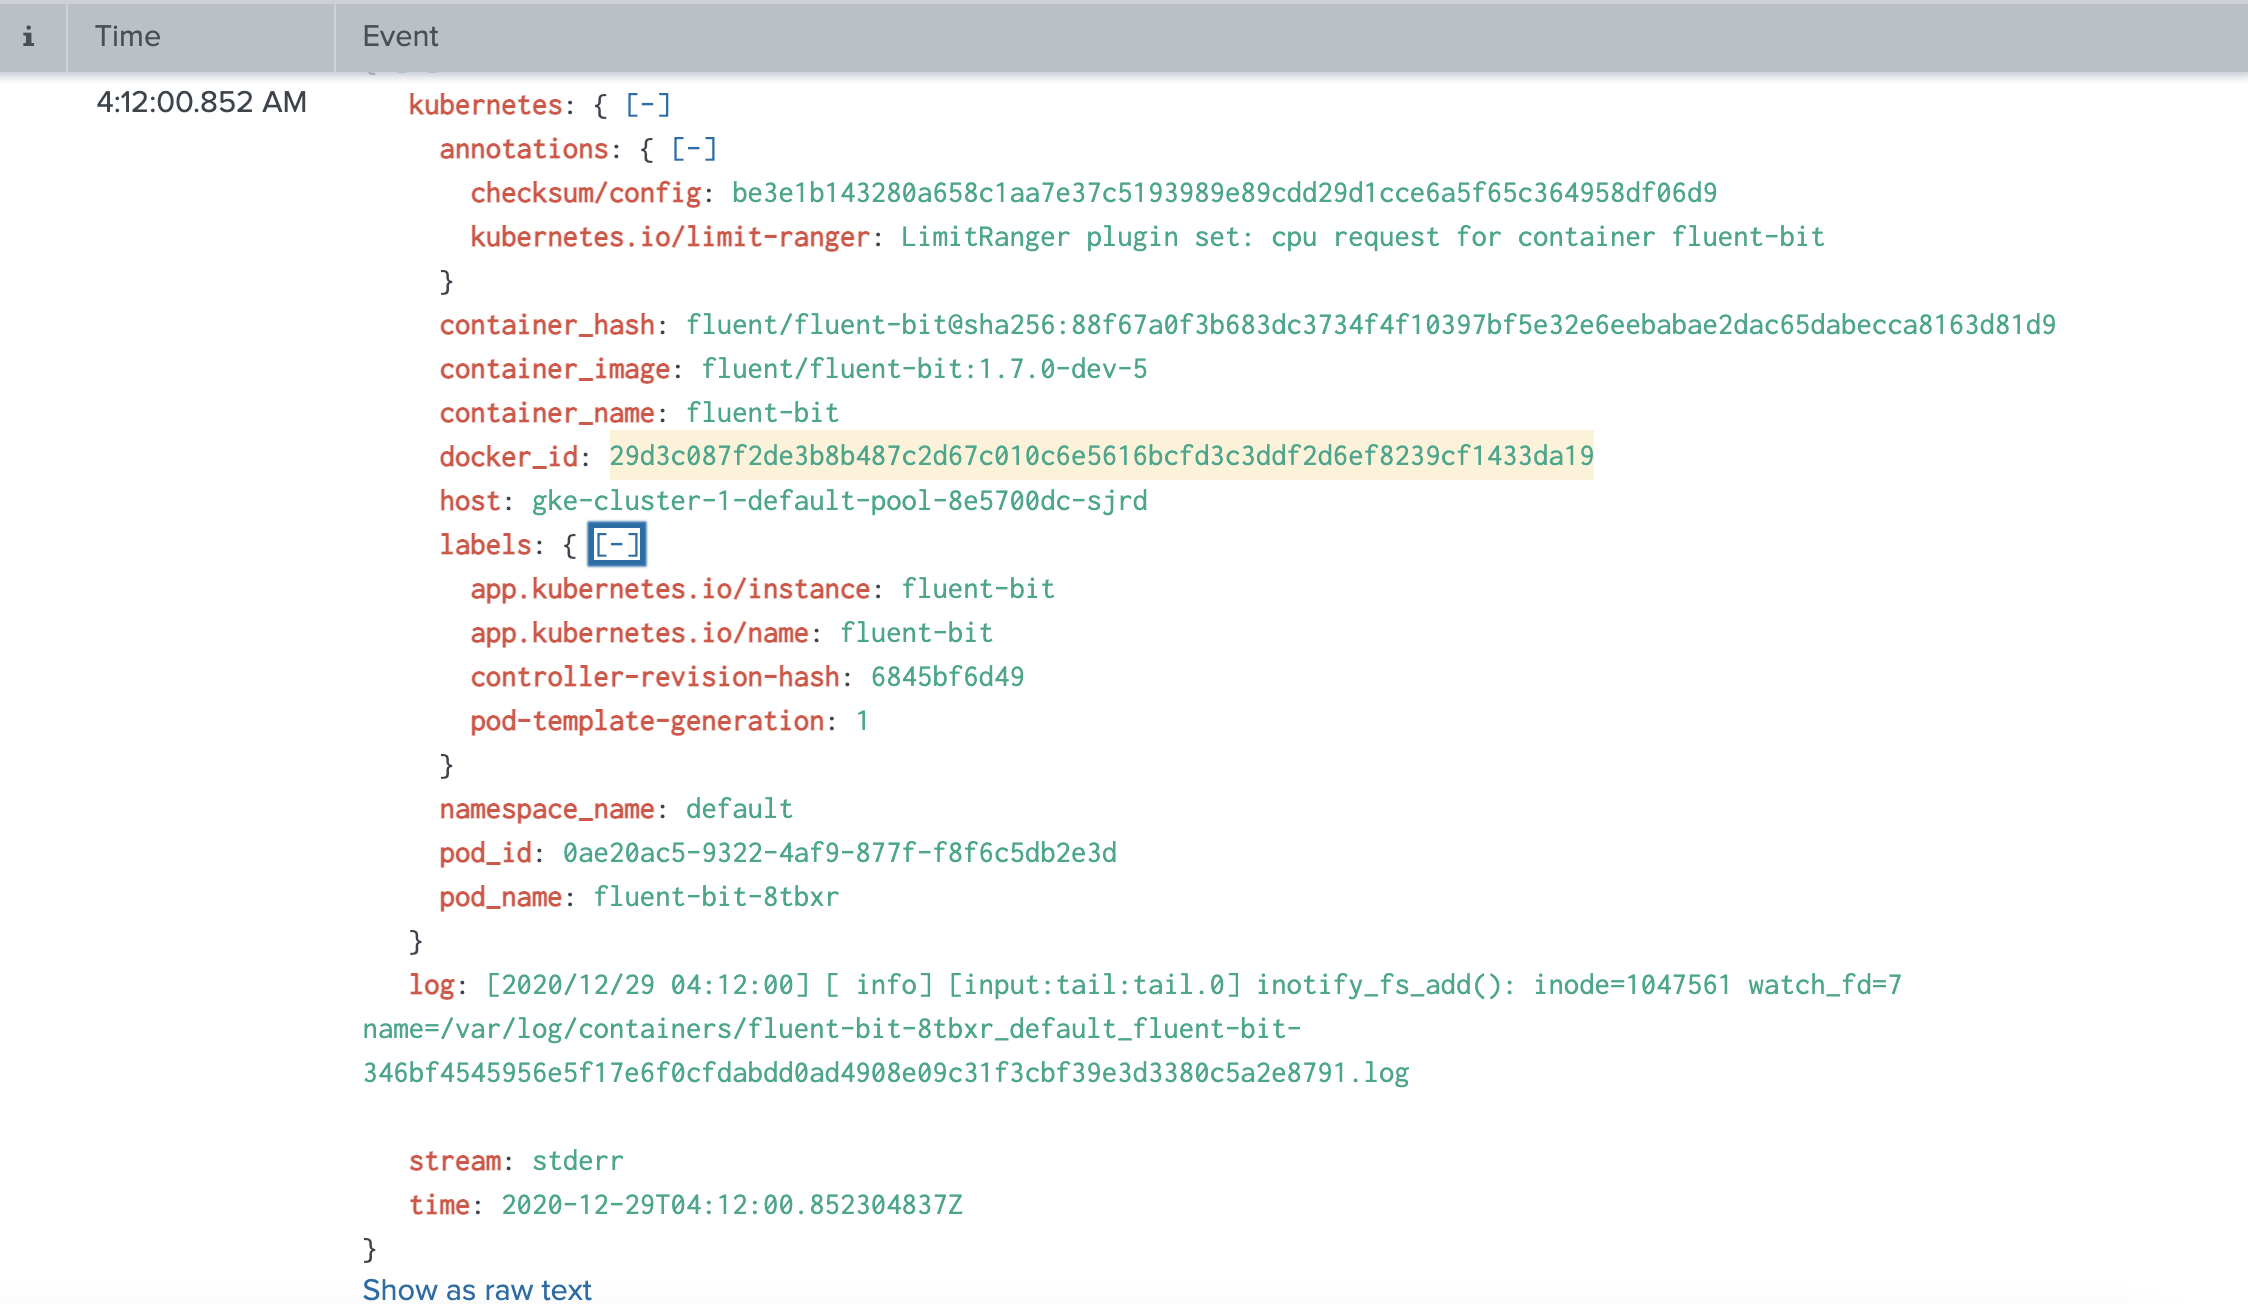 i Time Event
4:12:00.852 AM
kubernetes: { [-]
annotations: { [-]
checksum/config: be3e1b143280a658c1aa7e37c5193989e89cdd29d1cce6a5f65c364958df06d9
kubernetes.io/limit-ranger: LimitRanger plugin set: cpu request for container fluent-bit
}
container_hash: fluent/fluent-bit@sha256:88f67a0f3b683dc3734f4f10397bf5e32e6eebabae2dac65dabecca8163d81d9
container_image: fluent/fluent-bit:1.7.0-dev-5
container_name: fluent-bit
docker_id: 29d3c087f2de3b8b487c2d67c010c6e5616bcfd3c3ddf2d6ef8239cf1433da19
host: gke-cluster-1-default-pool-8e5700dc-sjrd
labels: { [-]
app.kubernetes.io/instance: fluent-bit
app.kubernetes.io/name: fluent-bit
controller-revision-hash: 6845bf6d49
pod-template-generation: 1
}
namespace_name: default
pod_id: 0ae20ac5-9322-4af9-877f-f8f6c5db2e3d
pod_name: fluent-bit-8tbxr
}
log: [2020/12/29 04:12:00] [ info] [input:tail:tail.0] inotify_fs_add(): inode=1047561 watch_fd=7
name=/var/log/containers/fluent-bit-8tbxr_default_fluent-bit-
346bf4545956e5f17e6f0cfdabdd0ad4908e09c31f3cbf39e3d3380c5a2e8791.log
stream: stderr
time: 2020-12-29T04:12:00.852304837Z
}
Show as raw text